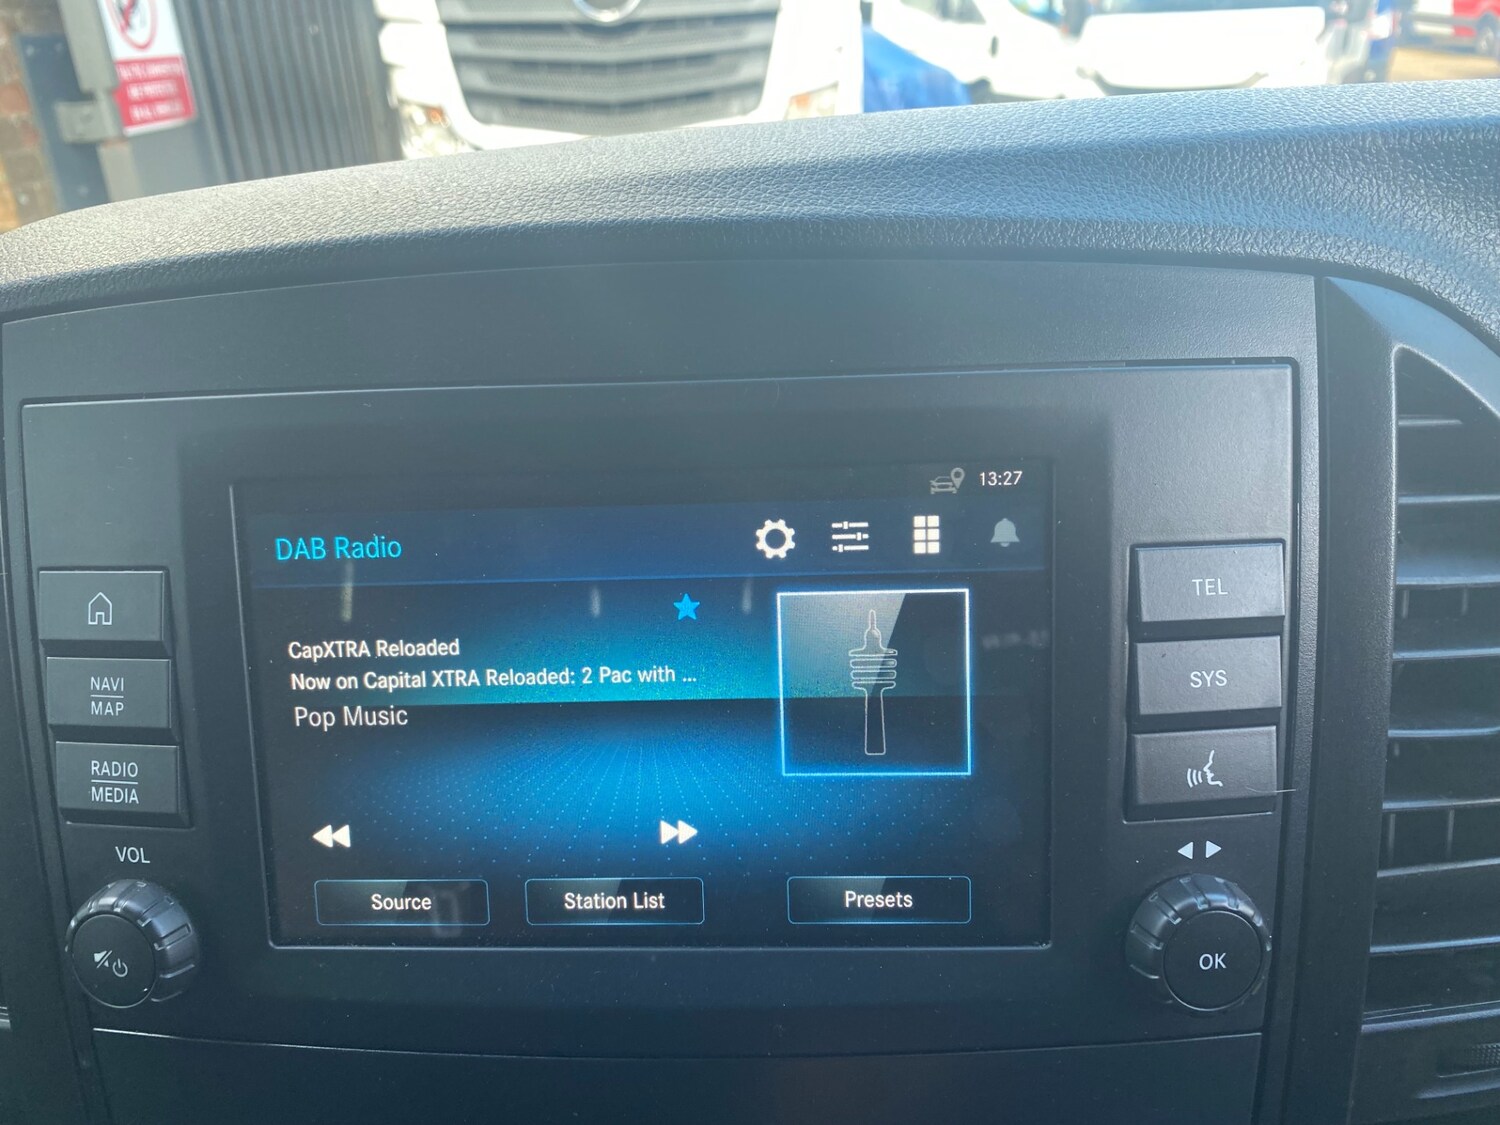 13:27
DAB Radio
CapXTRA Reloaded
Now on Capital XTRA Reloaded: 2 Pac with ...
Pop Music
Source
Station List
Presets
NAVI
MAP
RADIO
MEDIA
VOL
TEL
SYS
OK